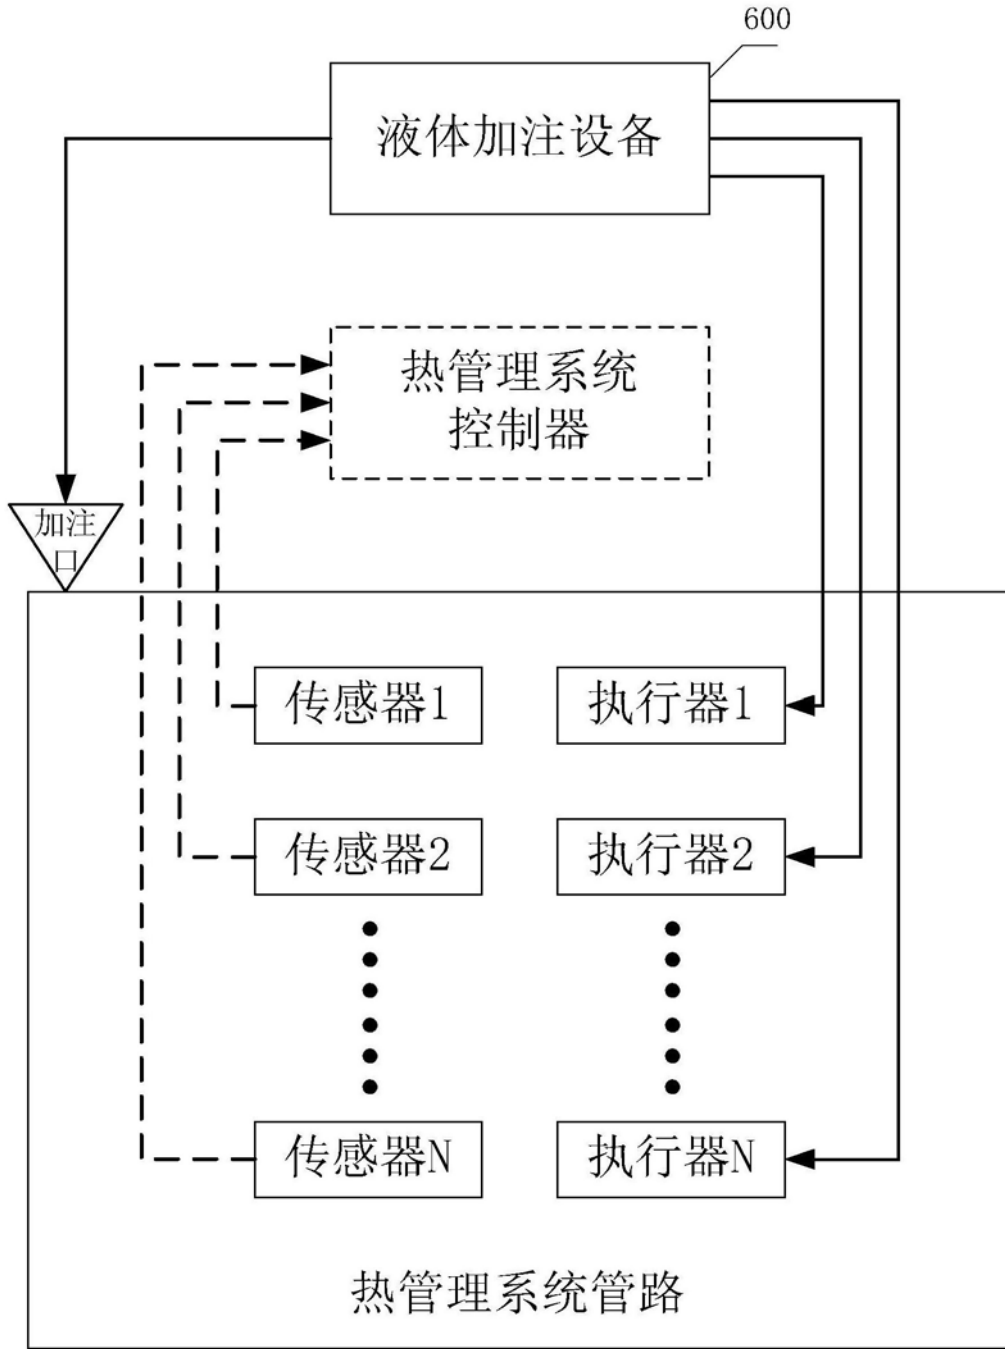 600
液体加注设备
热管理系统
控制器
加注
口
传感器1
执行器1
传感器2
执行器2
传感器N
执行器N
热管理系统管路